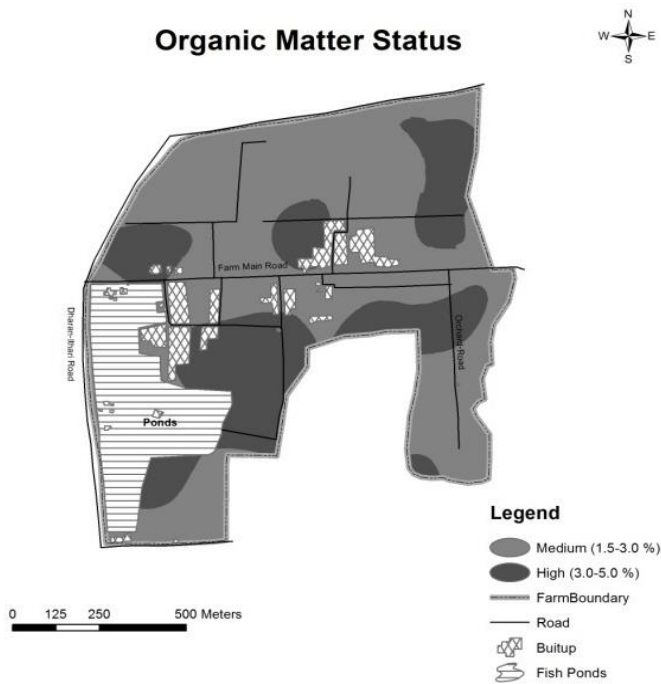 Organic Matter Status
N
W E
S
Farm Main Road
Dharan-Ithari Road
Orchard Road
Ponds
Legend
Medium (1.5-3.0 %)
High (3.0-5.0 %)
FarmBoundary
Road
Buitup
Fish Ponds
0 125 250 500 Meters